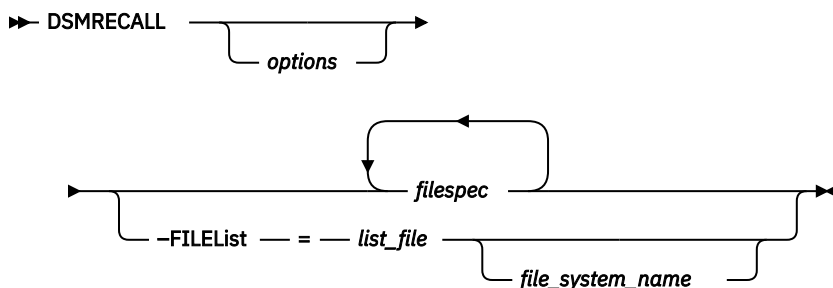 DSMRECALL
options
filespec
–FILEList = list_file
file_system_name